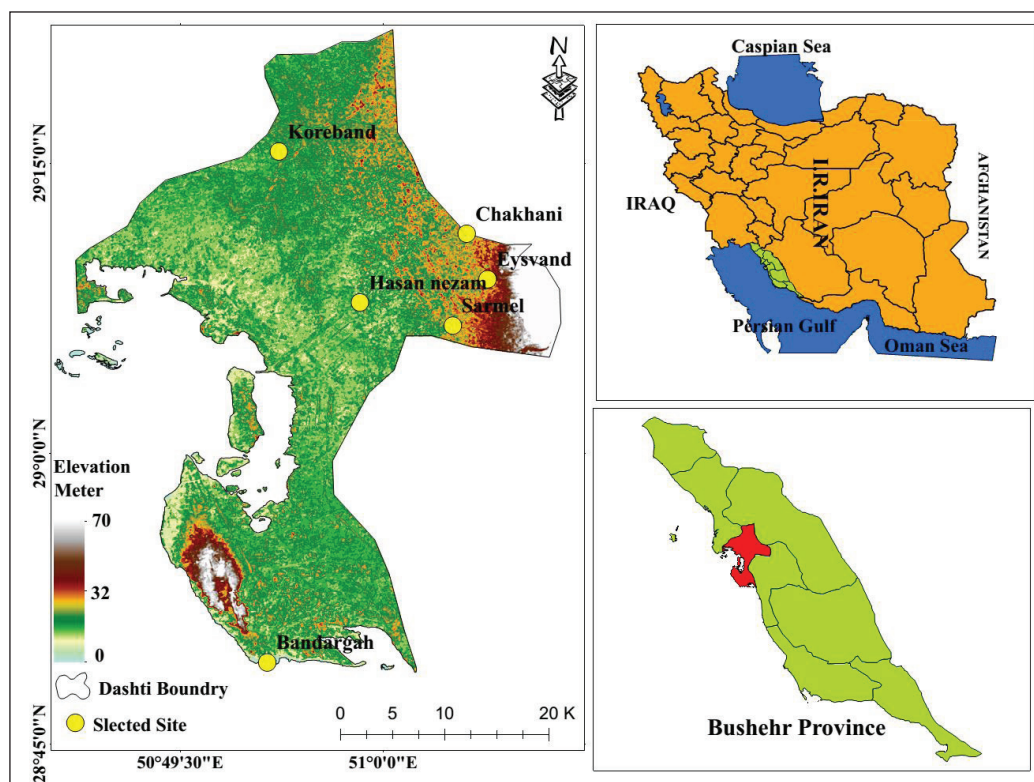 N
Koreband
Chakhani
Eysvand
Hasan nezam
Sarmel
Bandargah
29°15'0"N
29°0'0"N
28°45'0"N
50°49'30"E
51°0'0"E
Elevation
Meter
70
32
0
Dashti Boundry
Slected Site
0 5 10 20 K
Caspian Sea
IRAQ
I.R.IRAN
AFGHANISTAN
Persian Gulf
Oman Sea
Bushehr Province